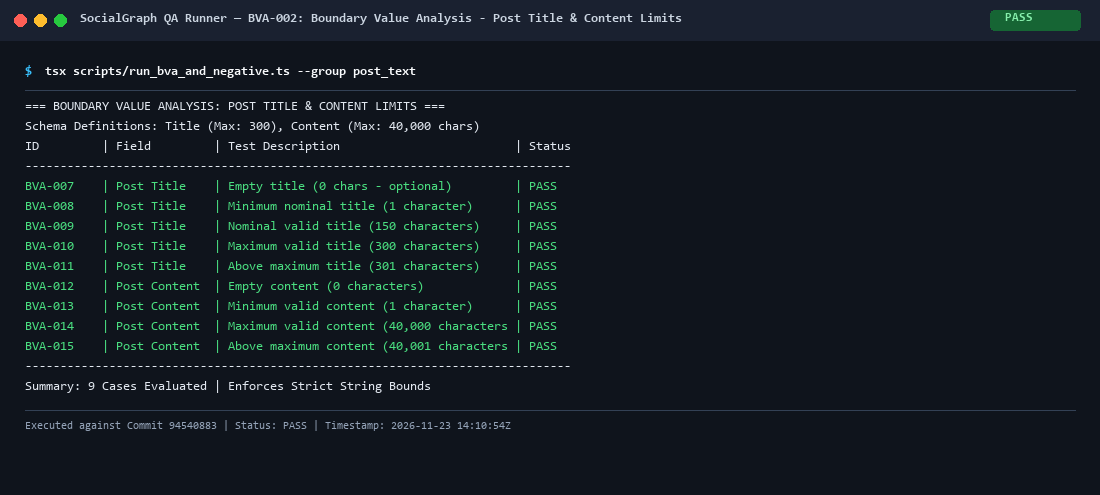 SocialGraph QA Runner — BVA-002: Boundary Value Analysis - Post Title & Content Limits PASS
$ tsx scripts/run_bva_and_negative.ts --group post_text
=== BOUNDARY VALUE ANALYSIS: POST TITLE & CONTENT LIMITS ===
Schema Definitions: Title (Max: 300), Content (Max: 40,000 chars)
ID         | Field         | Test Description                         | Status
------------------------------------------------------------------------------
BVA-007    | Post Title    | Empty title (0 chars - optional)         | PASS
BVA-008    | Post Title    | Minimum nominal title (1 character)      | PASS
BVA-009    | Post Title    | Nominal valid title (150 characters)     | PASS
BVA-010    | Post Title    | Maximum valid title (300 characters)     | PASS
BVA-011    | Post Title    | Above maximum title (301 characters)     | PASS
BVA-012    | Post Content  | Empty content (0 characters)             | PASS
BVA-013    | Post Content  | Minimum valid content (1 character)      | PASS
BVA-014    | Post Content  | Maximum valid content (40,000 characters | PASS
BVA-015    | Post Content  | Above maximum content (40,001 characters | PASS
------------------------------------------------------------------------------
Summary: 9 Cases Evaluated | Enforces Strict String Bounds
Executed against Commit 94540883 | Status: PASS | Timestamp: 2026-11-23 14:10:54Z